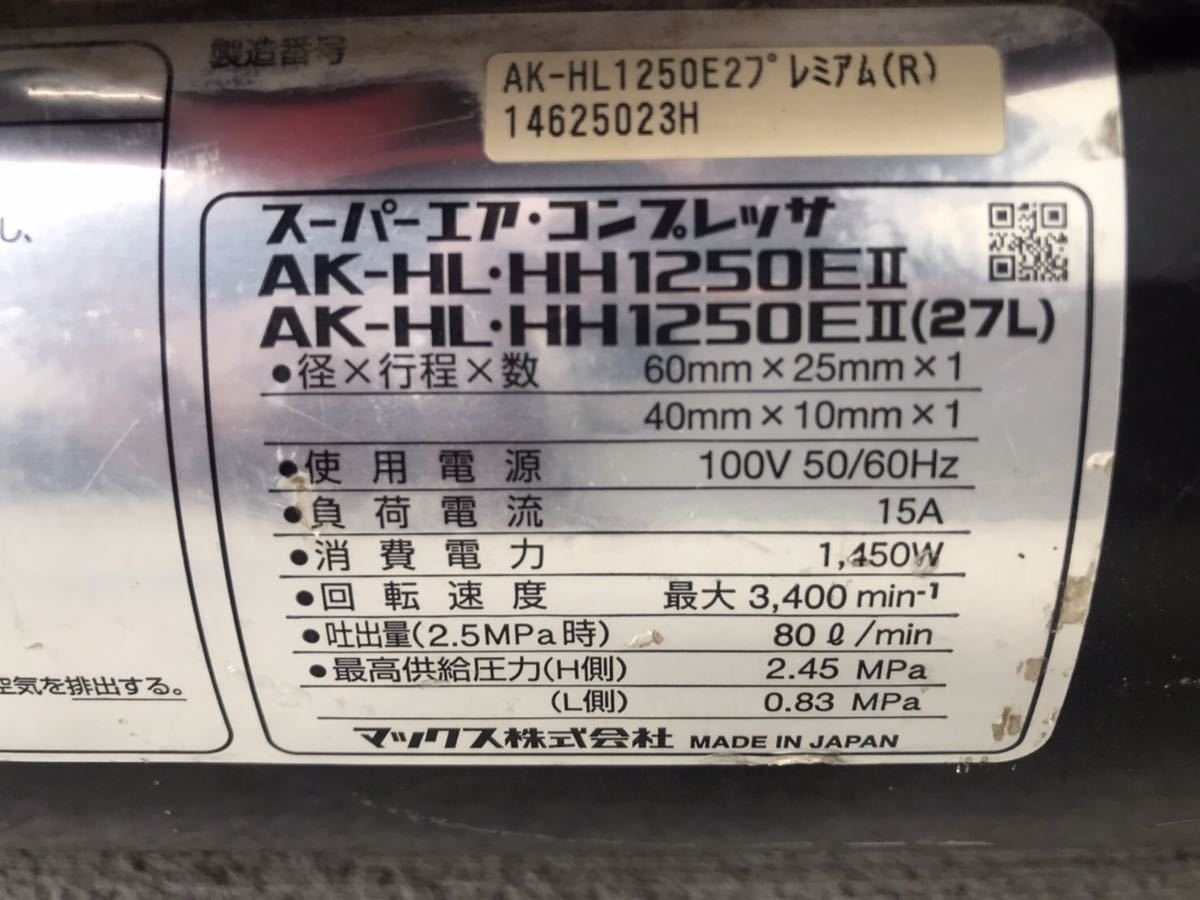 製造番号
AK-HL1250E2プレミアム(R)
14625023H
し、
空気を排出する。
スーパーエア・コンプレッサ
AK-HL・HH1250EⅡ
AK-HL・HH1250EⅡ(27L)
●径×行程×数 60mm×25mm×1
40mm×10mm×1
●使用電源 100V 50/60Hz
●負荷電流 15A
●消費電力 1,450W
●回転速度 最大 3,400 min-1
●吐出量(2.5MPa時) 80ℓ/min
●最高供給圧力(H側) 2.45 MPa
(L側) 0.83 MPa
マックス株式会社 MADE IN JAPAN